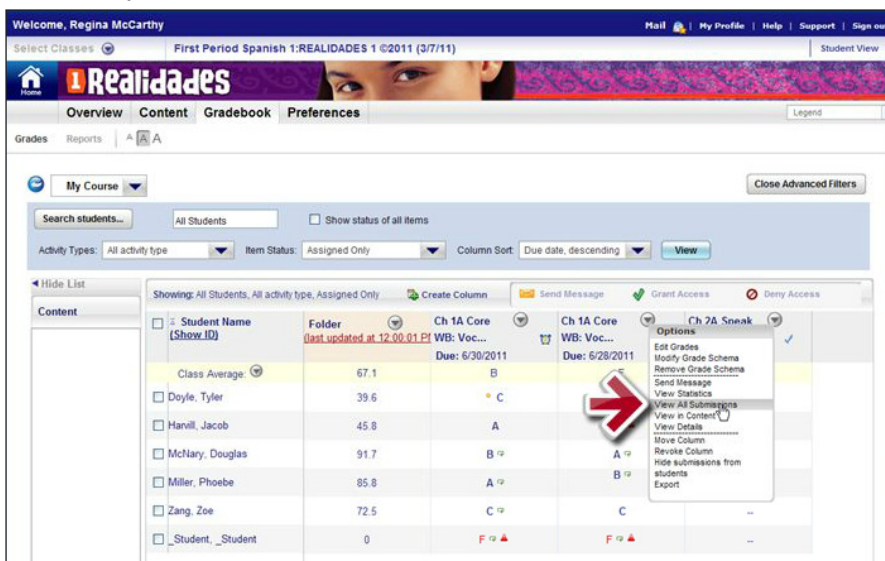 Welcome, Regina McCarthy Mail | My Profile | Help | Support | Sign ou
Select Classes First Period Spanish 1:REALIDADES 1 ©2011 (3/7/11) Student View
Home 1 Realidades
Overview Content Gradebook Preferences Legend
Grades Reports A A A
My Course Close Advanced Filters
Search students... All Students Show status of all items
Activity Types: All activity type Item Status: Assigned Only Column Sort: Due date, descending View
Hide List
Content
Showing: All Students, All activity type, Assigned Only Create Column Send Message Grant Access Deny Access
Student Name Folder Ch 1A Core Ch 1A Core Ch 2A Speak
(Show ID) (last updated at 12:00:01 PM WB: Voc... WB: Voc...
Due: 6/30/2011 Due: 6/28/2011
Options
Edit Grades
Modify Grade Schema
Remove Grade Schema
Send Message
View Statistics
View All Submissions
View in Content
View Details
Move Column
Revoke Column
Hide submissions from
students
Export
Class Average: 67.1 B
Doyle, Tyler 39.6 C
Harvill, Jacob 45.8 A
McNary, Douglas 91.7 B A
Miller, Phoebe 85.8 A B
Zang, Zoe 72.5 C C --
_Student, _Student 0 F F --